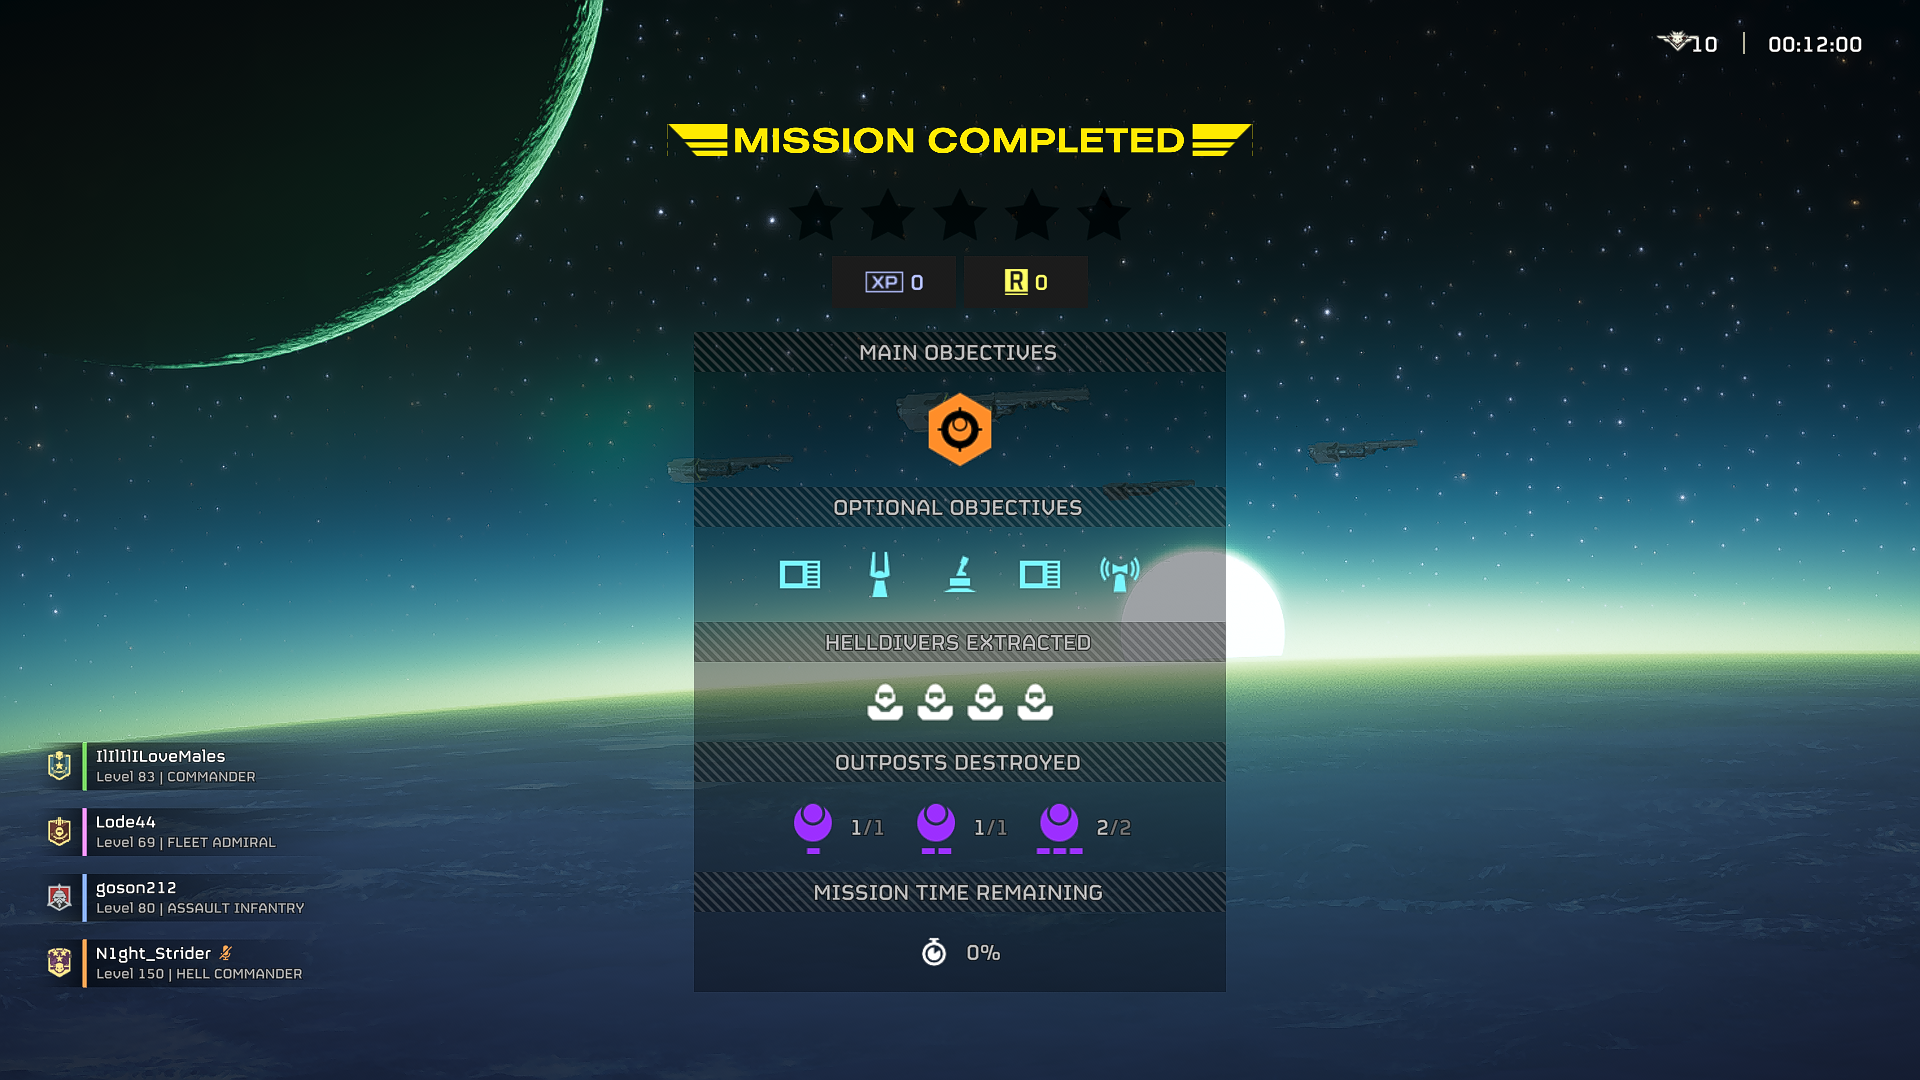 10 | 00:12:00
MISSION COMPLETED
XP 0
R 0
MAIN OBJECTIVES
OPTIONAL OBJECTIVES
HELLDIVERS EXTRACTED
OUTPOSTS DESTROYED
1/1 1/1 2/2
MISSION TIME REMAINING
0%
IlIlIlILoveMales
Level 83 | COMMANDER
Lode44
Level 69 | FLEET ADMIRAL
goson212
Level 80 | ASSAULT INFANTRY
N1ght_Strider
Level 150 | HELL COMMANDER